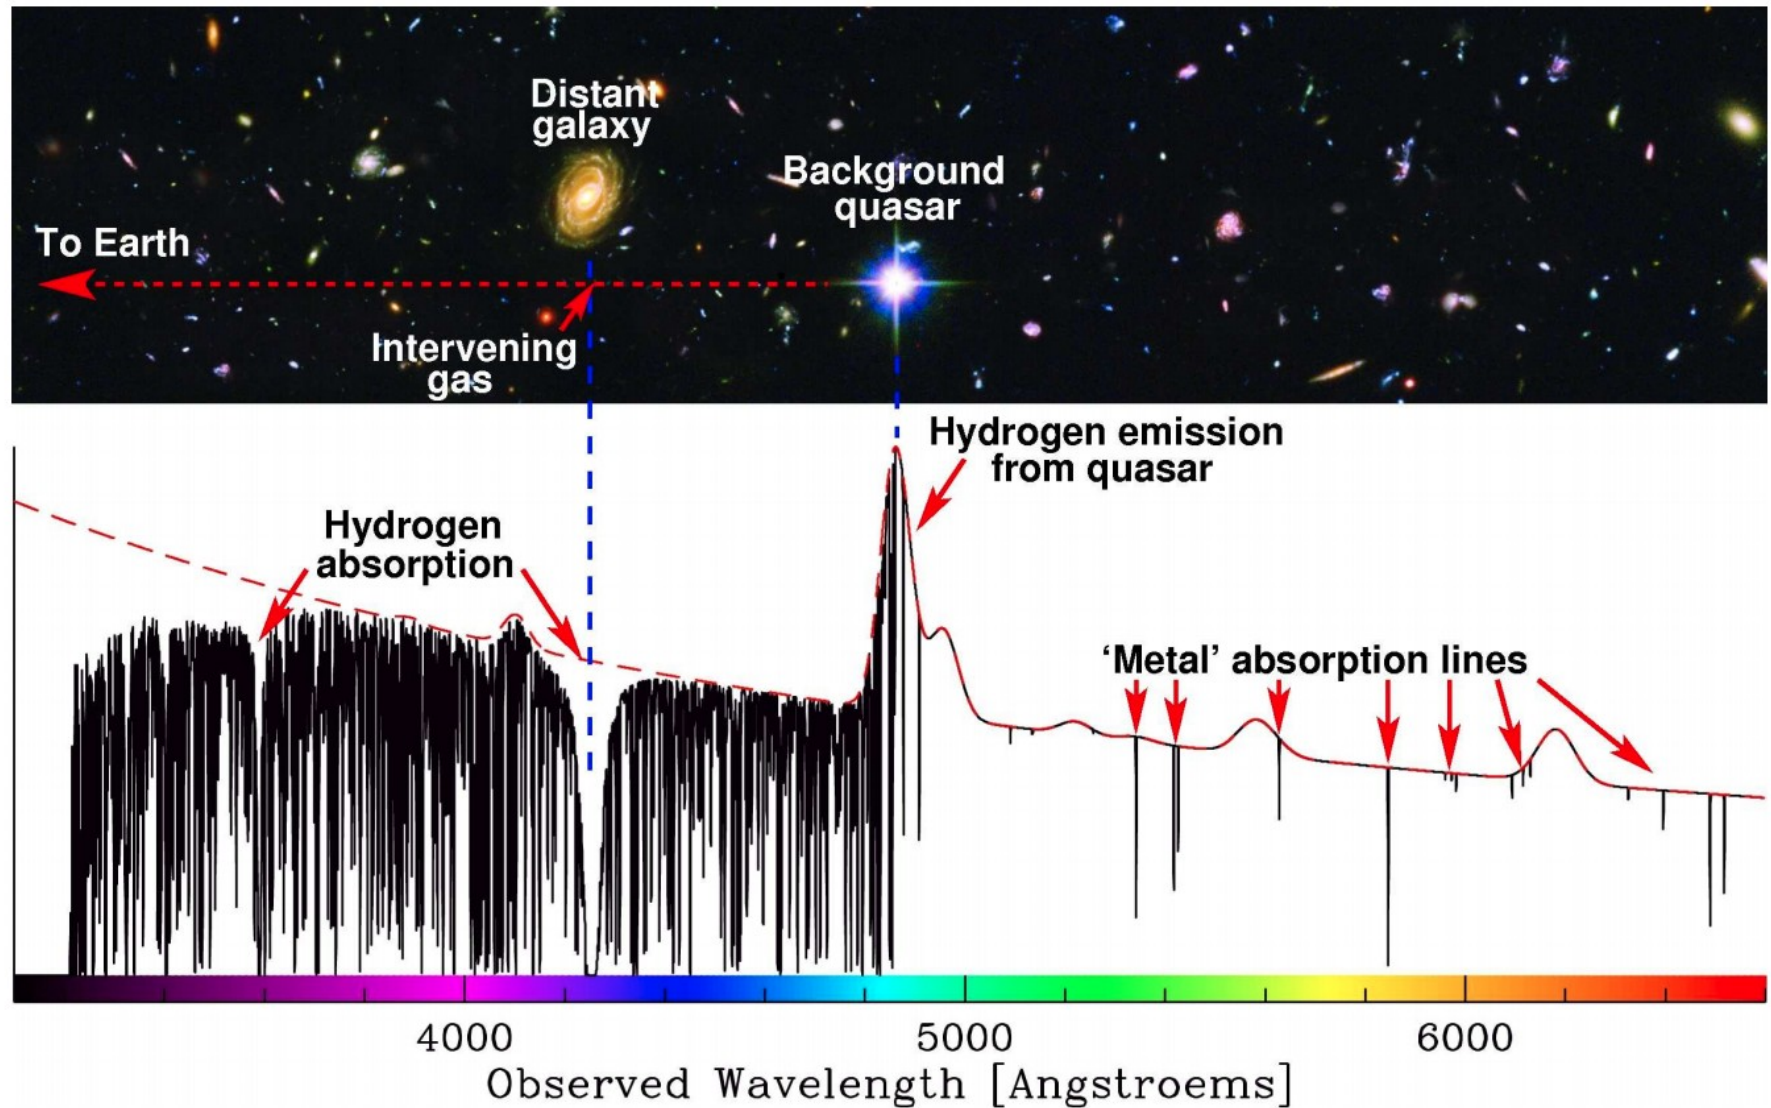 Distant
galaxy
Background
quasar
To Earth
Intervening
gas
Hydrogen emission
from quasar
Hydrogen
absorption
‘Metal’ absorption lines
4000 5000 6000
Observed Wavelength [Angstroems]